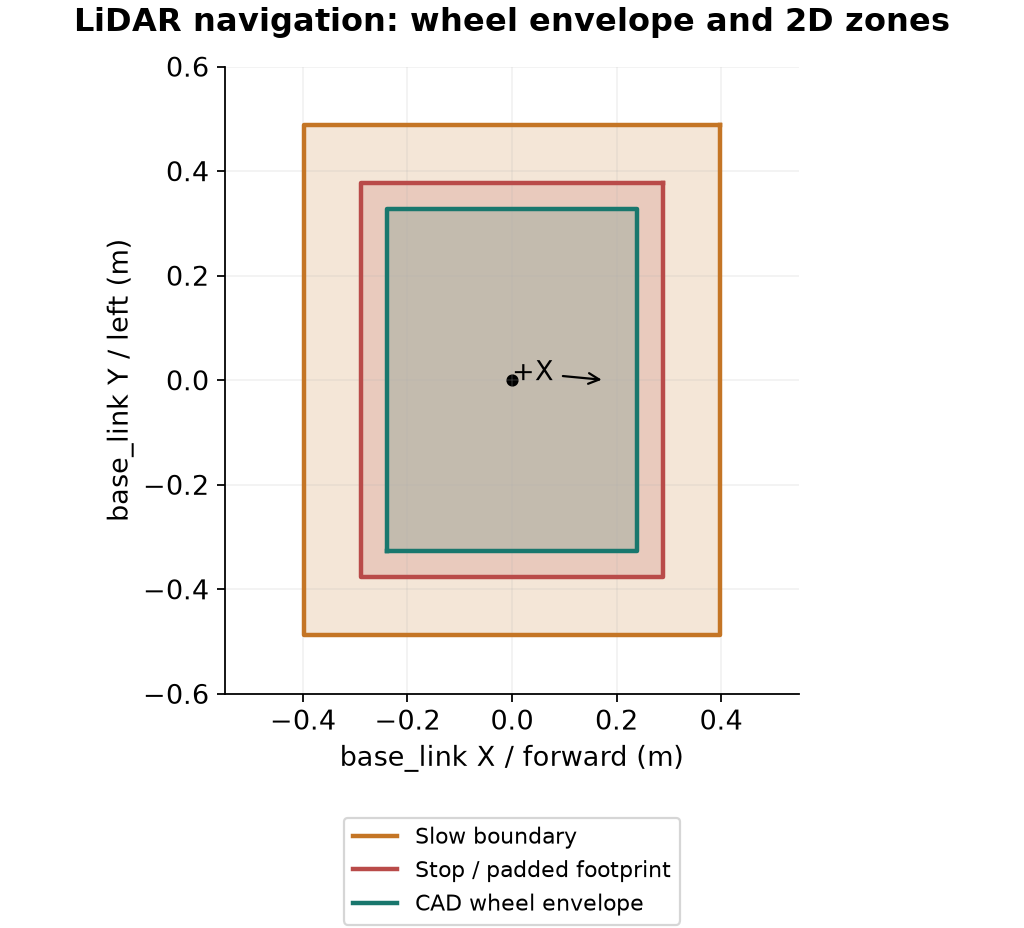 LiDAR navigation: wheel envelope and 2D zones
0.6
0.4
0.2
0.0
−0.2
−0.4
−0.6
base_link Y / left (m)
+X
−0.4 −0.2 0.0 0.2 0.4
base_link X / forward (m)
Slow boundary
Stop / padded footprint
CAD wheel envelope